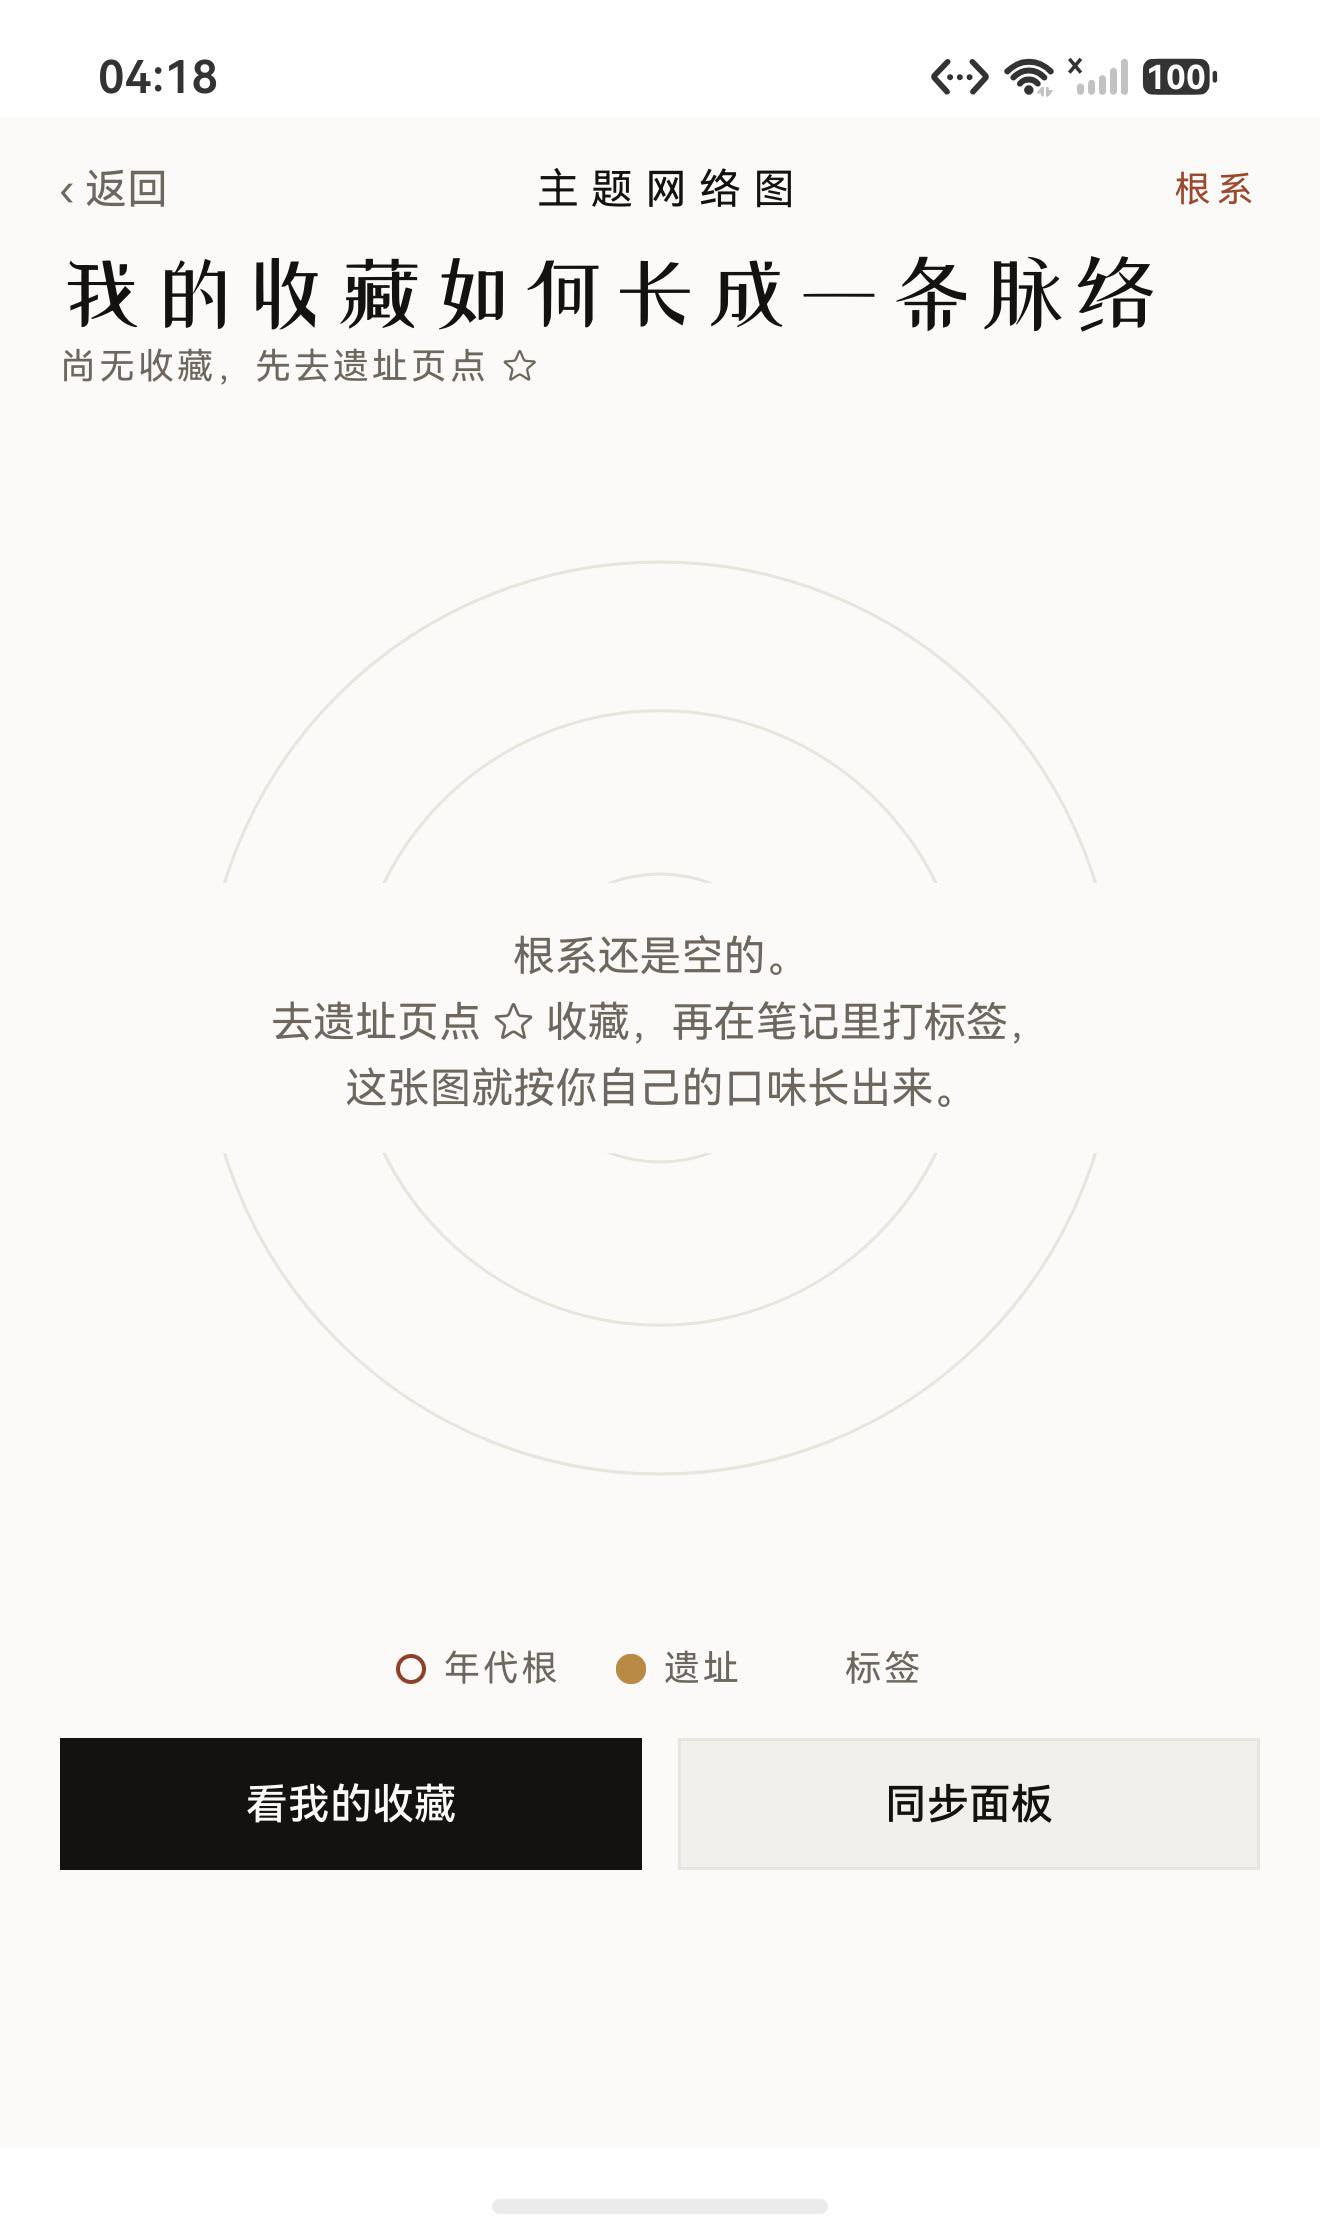 04:18
100
‹ 返回
主题网络图
根系
我的收藏如何长成一条脉络
尚无收藏，先去遗址页点 ☆
根系还是空的。
去遗址页点 ☆ 收藏，再在笔记里打标签，
这张图就按你自己的口味长出来。
年代根
遗址
标签
看我的收藏
同步面板